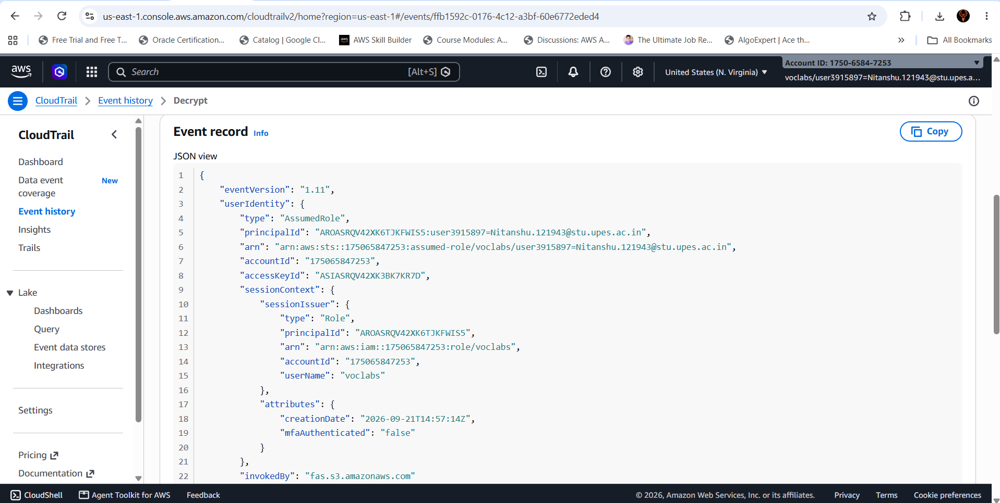 us-east-1.console.aws.amazon.com/cloudtrailv2/home?region=us-east-1#/events/ffb1592c-0176-4c12-a3bf-60e6772eded4
Free Trial and Free T... Oracle Certification... Catalog | Google Cl... AWS Skill Builder Course Modules: A... Discussions: AWS A... The Ultimate Job Re... AlgoExpert | Ace th... » All Bookmarks
aws Search [Alt+S] United States (N. Virginia) Account ID: 1750-6584-7253
voclabs/user3915897=Nitanshu.121943@stu.upes.a...
CloudTrail > Event history > Decrypt
CloudTrail
Dashboard
Data event coverage New
Event history
Insights
Trails
Lake
Dashboards
Query
Event data stores
Integrations
Settings
Pricing
Documentation
Event record Info Copy
JSON view
1 {
2 "eventVersion": "1.11",
3 "userIdentity": {
4 "type": "AssumedRole",
5 "principalId": "AROASRQV42XK6TJKFWIS5:user3915897=Nitanshu.121943@stu.upes.ac.in",
6 "arn": "arn:aws:sts::175065847253:assumed-role/voclabs/user3915897=Nitanshu.121943@stu.upes.ac.in",
7 "accountId": "175065847253",
8 "accessKeyId": "ASIASRQV42XK3BK7KR7D",
9 "sessionContext": {
10 "sessionIssuer": {
11 "type": "Role",
12 "principalId": "AROASRQV42XK6TJKFWIS5",
13 "arn": "arn:aws:iam::175065847253:role/voclabs",
14 "accountId": "175065847253",
15 "userName": "voclabs"
16 },
17 "attributes": {
18 "creationDate": "2026-09-21T14:57:14Z",
19 "mfaAuthenticated": "false"
20 }
21 },
22 "invokedBy": "fas.s3.amazonaws.com"
CloudShell Agent Toolkit for AWS Feedback © 2026, Amazon Web Services, Inc. or its affiliates. Privacy Terms Cookie preferences